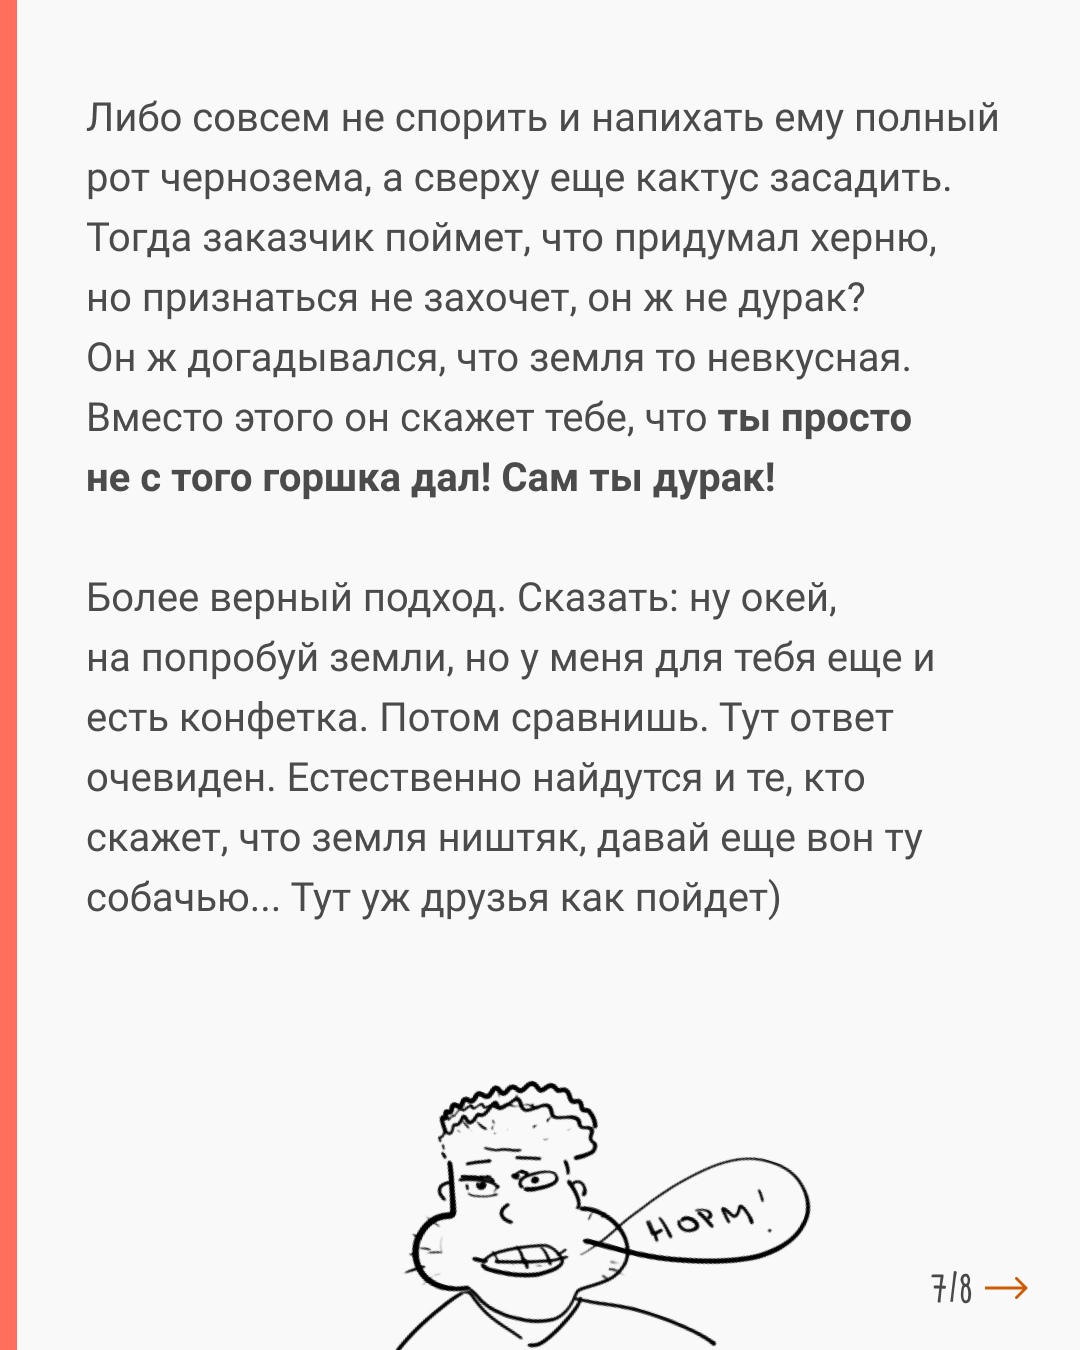 Либо совсем не спорить и напихать ему полный
рот чернозема, а сверху еще кактус засадить.
Тогда заказчик поймет, что придумал херню,
но признаться не захочет, он ж не дурак?
Он ж догадывался, что земля то невкусная.
Вместо этого он скажет тебе, что ты просто
не с того горшка дал! Сам ты дурак!
Более верный подход. Сказать: ну окей,
на попробуй земли, но у меня для тебя еще и
есть конфетка. Потом сравнишь. Тут ответ
очевиден. Естественно найдутся и те, кто
скажет, что земля ништяк, давай еще вон ту
собачью... Тут уж друзья как пойдет)
НОРМ!
7/8 →